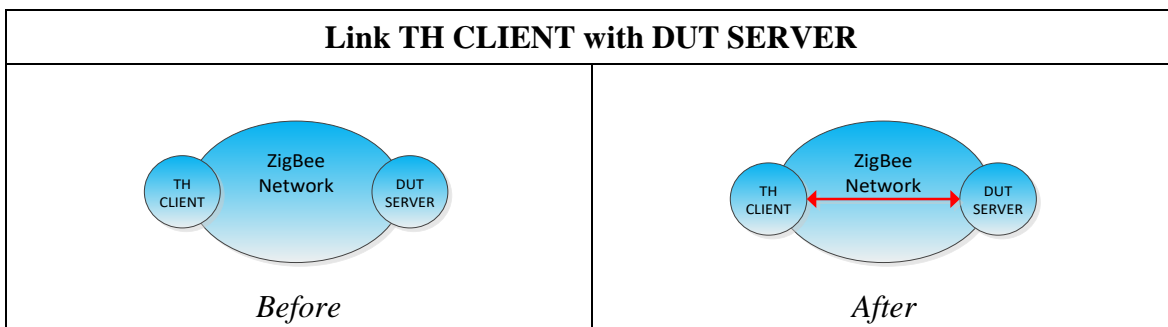 Link TH CLIENT with DUT SERVER
ZigBee
Network
TH
CLIENT
DUT
SERVER
Before
ZigBee
Network
TH
CLIENT
DUT
SERVER
After